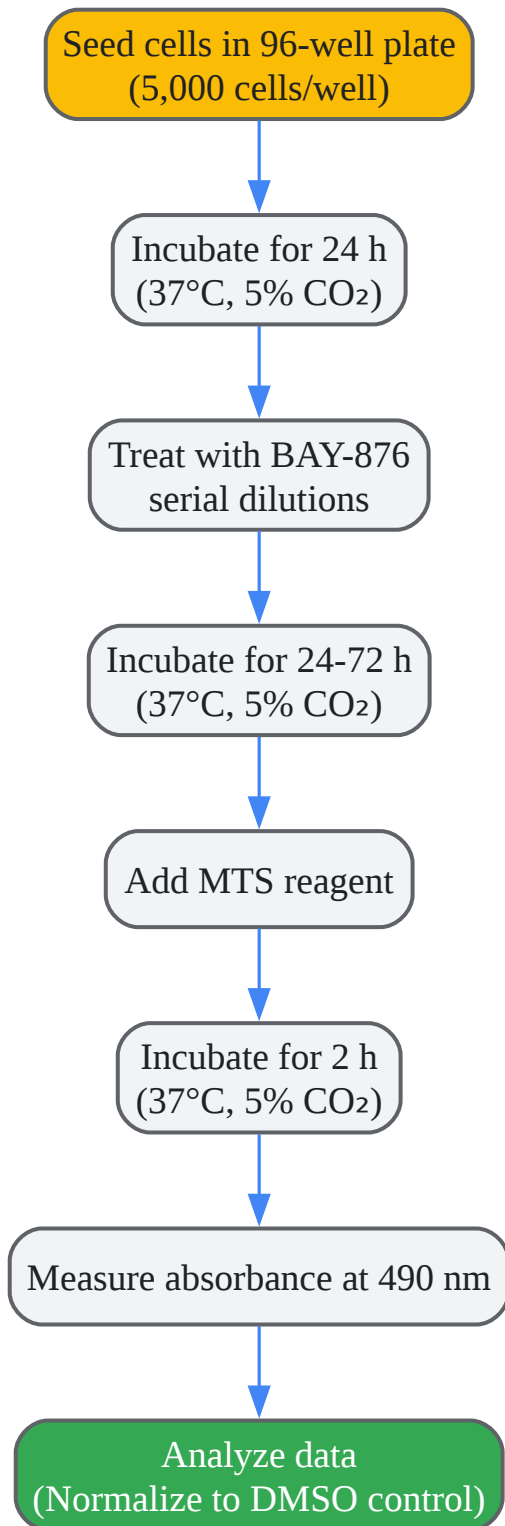 Seed cells in 96-well plate
(5,000 cells/well)
Incubate for 24 h
(37°C, 5% CO₂)
Treat with BAY-876
serial dilutions
Incubate for 24-72 h
(37°C, 5% CO₂)
Add MTS reagent
Incubate for 2 h
(37°C, 5% CO₂)
Measure absorbance at 490 nm
Analyze data
(Normalize to DMSO control)